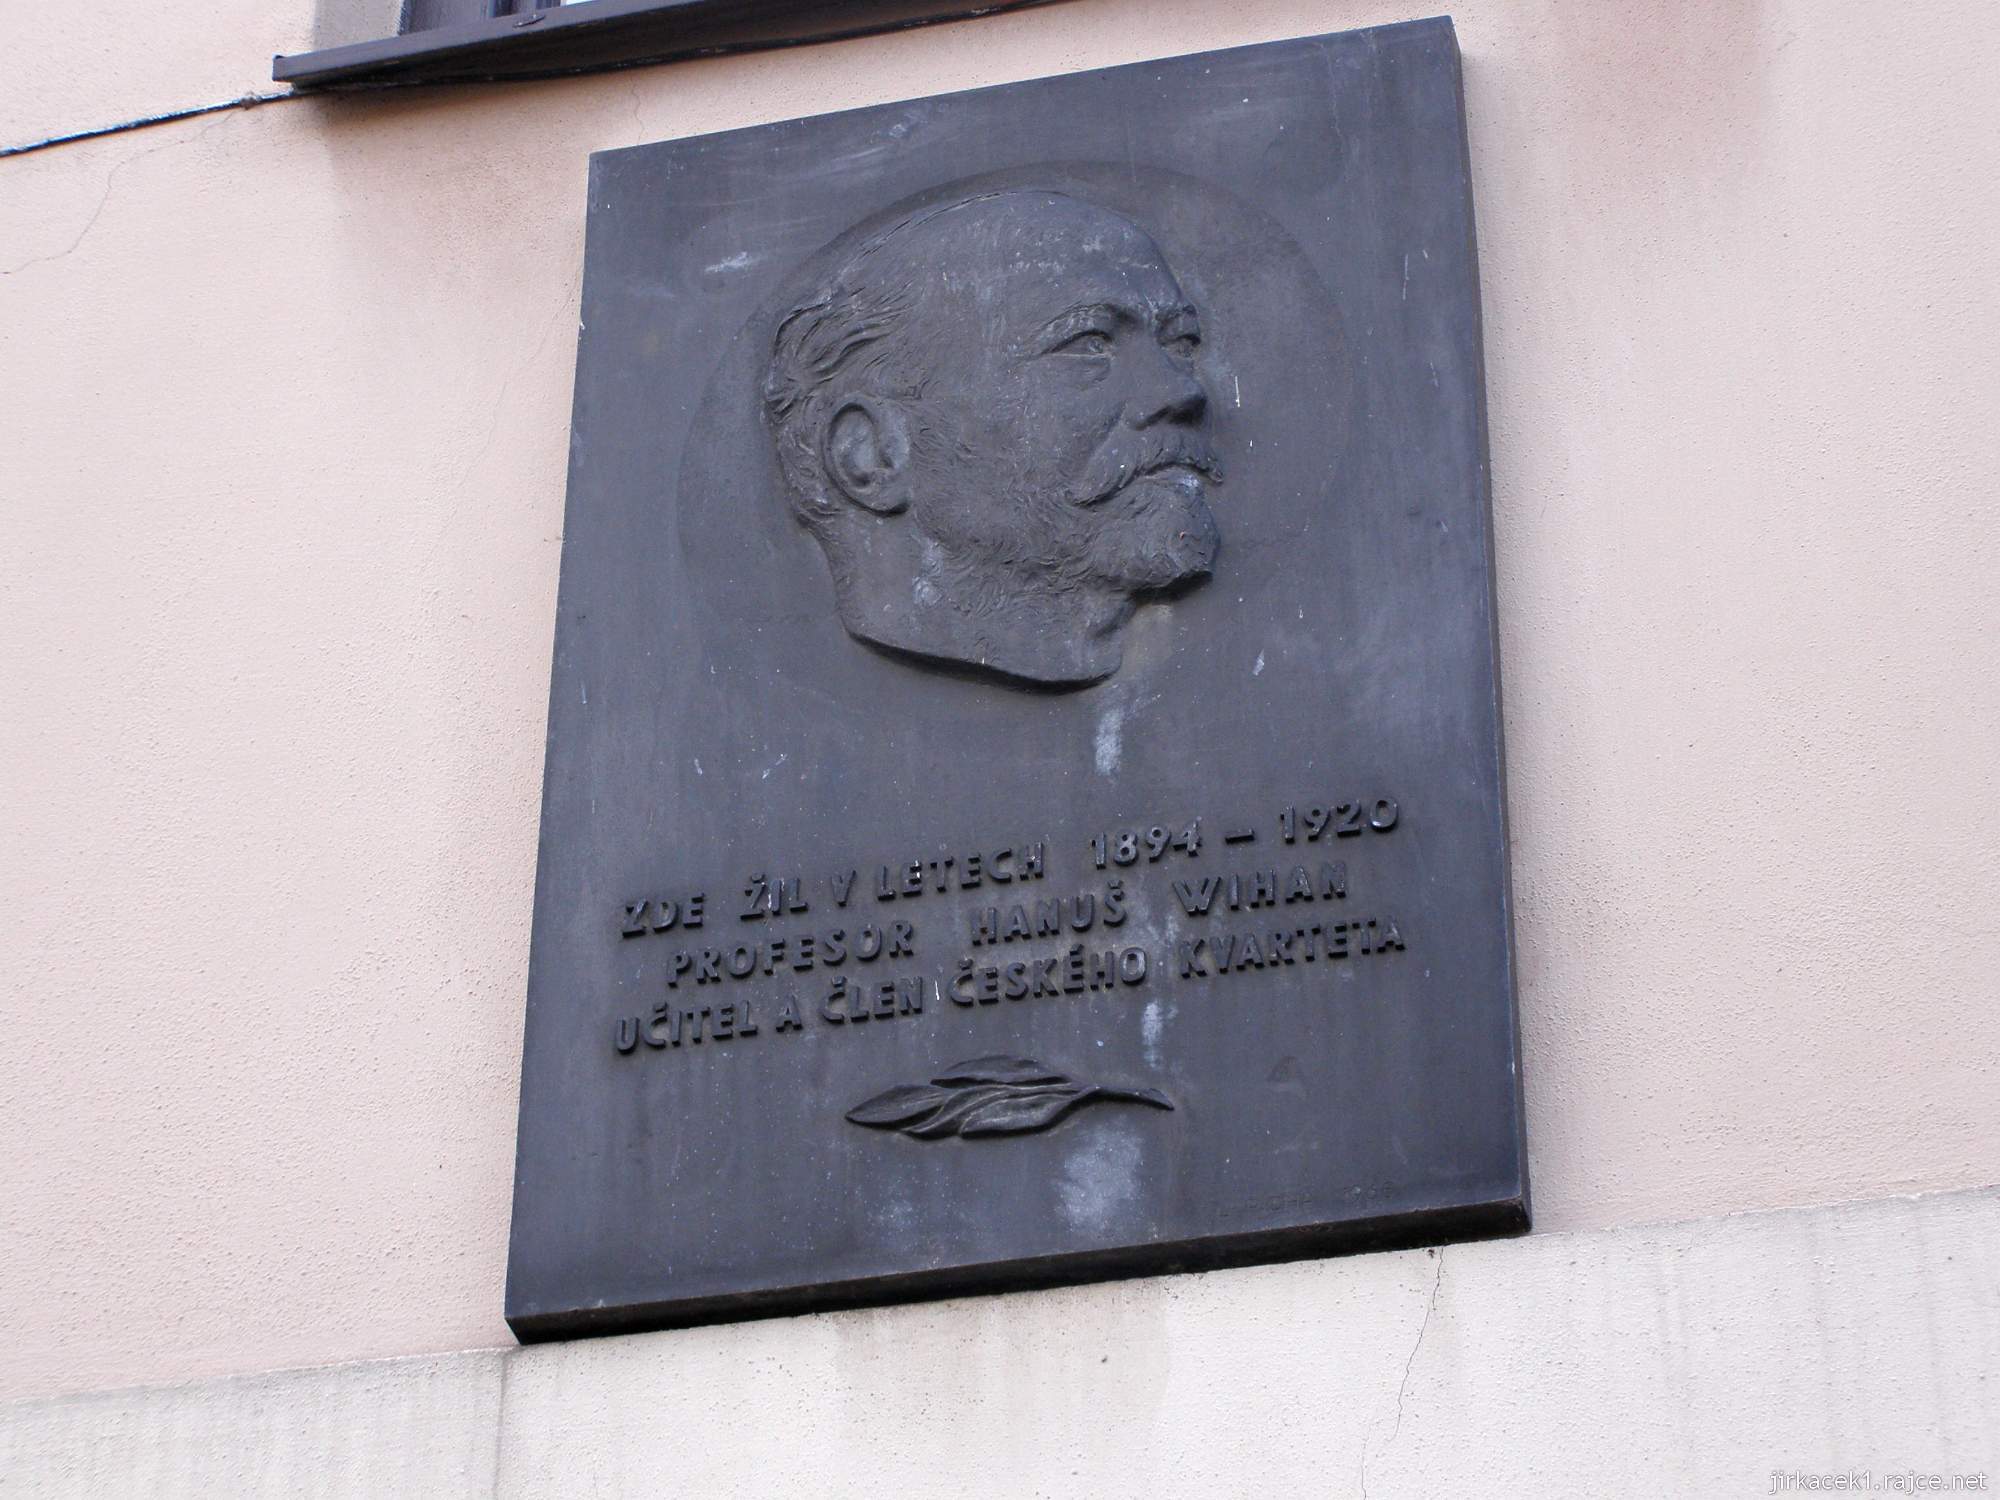 ZDE ŽIL V LETECH 1894 – 1920
PROFESOR HANUŠ WIHAN
UČITEL A ČLEN ČESKÉHO KVARTETA
jirkacek1.rajce.net